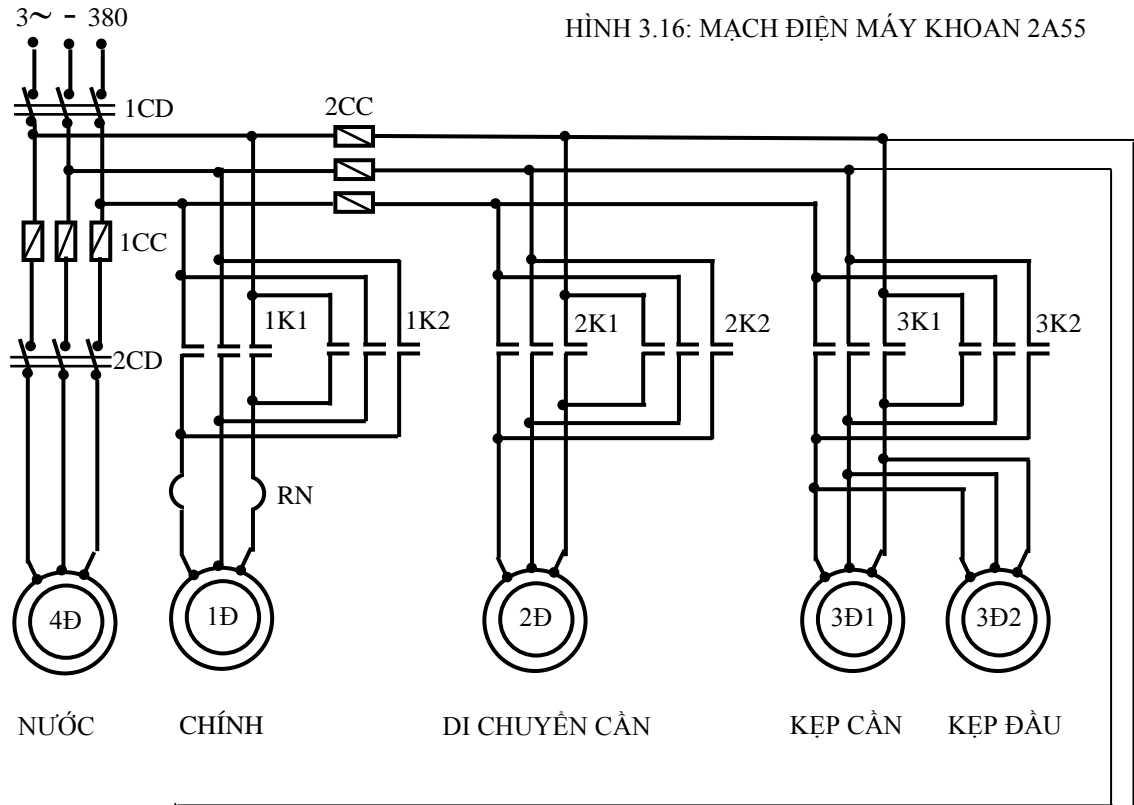 3~ - 380
HÌNH 3.16: MẠCH ĐIỆN MÁY KHOAN 2A55
1CD
2CC
1CC
1K1
1K2
2K1
2K2
3K1
3K2
2CD
RN
4Đ
1Đ
2Đ
3Đ1
3Đ2
NƯỚC
CHÍNH
DI CHUYỂN CẦN
KẸP CẦN
KẸP ĐẦU